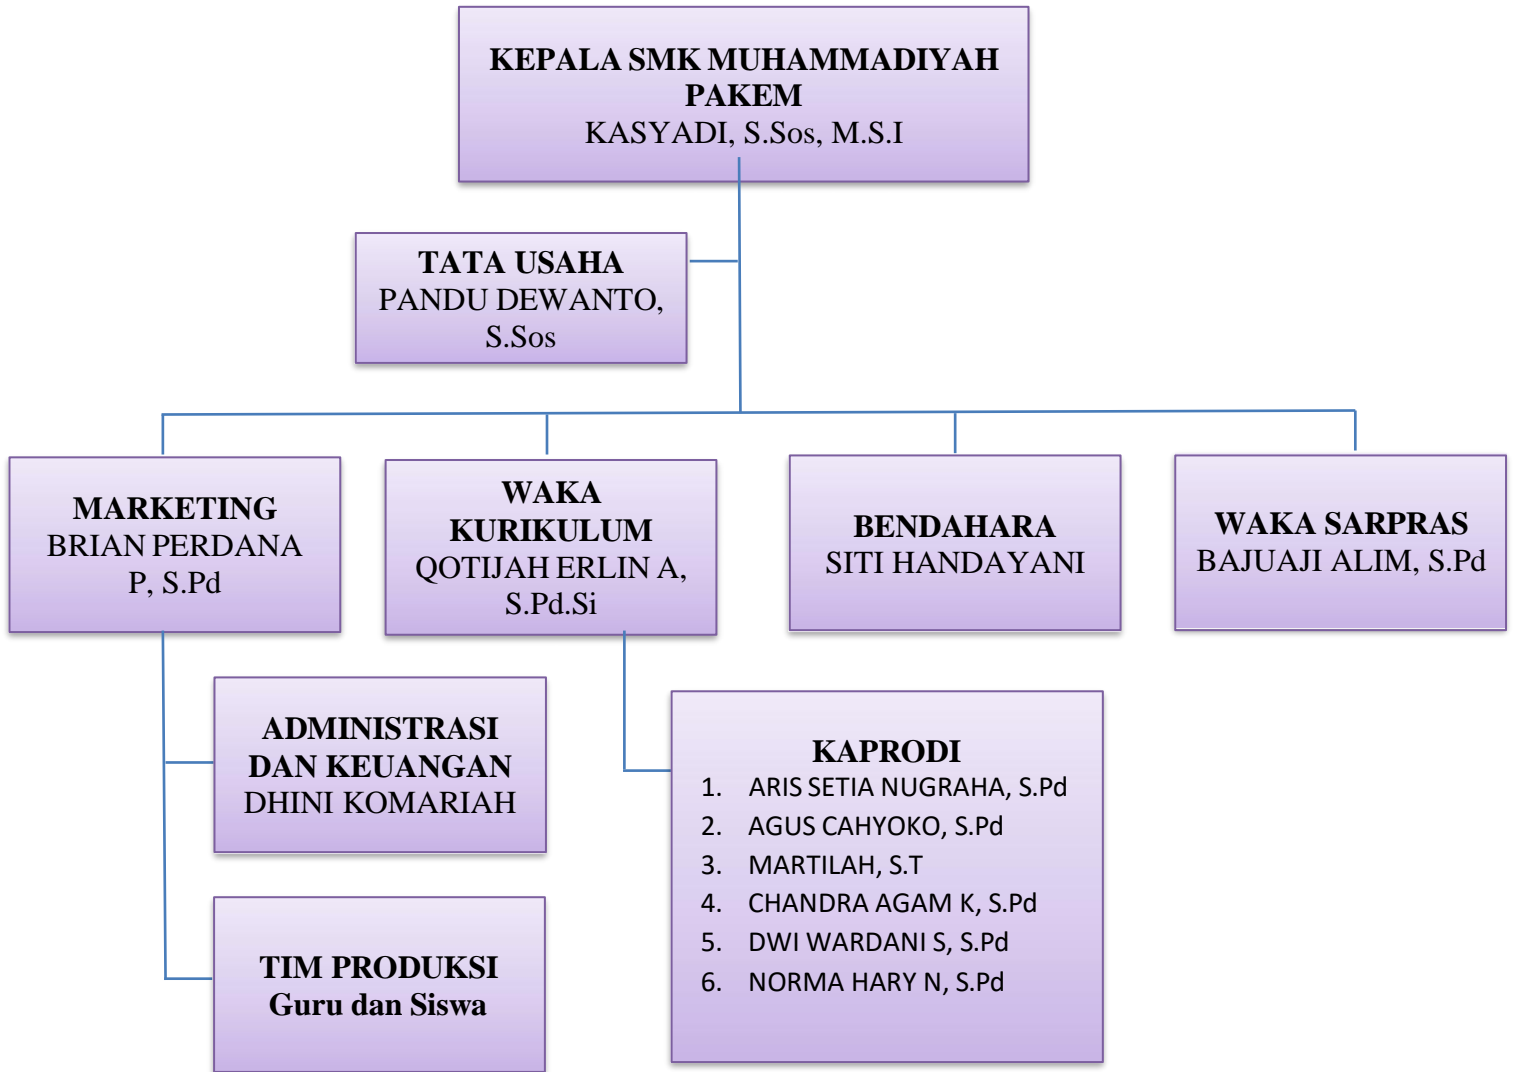 KEPALA SMK MUHAMMADIYAH
PAKEM
KASYADI, S.Sos, M.S.I
TATA USAHA
PANDU DEWANTO,
S.Sos
MARKETING
BRIAN PERDANA
P, S.Pd
WAKA
KURIKULUM
QOTIJAH ERLIN A,
S.Pd.Si
BENDAHARA
SITI HANDAYANI
WAKA SARPRAS
BAJUAJI ALIM, S.Pd
ADMINISTRASI
DAN KEUANGAN
DHINI KOMARIAH
TIM PRODUKSI
Guru dan Siswa
KAPRODI
1. ARIS SETIA NUGRAHA, S.Pd
2. AGUS CAHYOKO, S.Pd
3. MARTILAH, S.T
4. CHANDRA AGAM K, S.Pd
5. DWI WARDANI S, S.Pd
6. NORMA HARY N, S.Pd